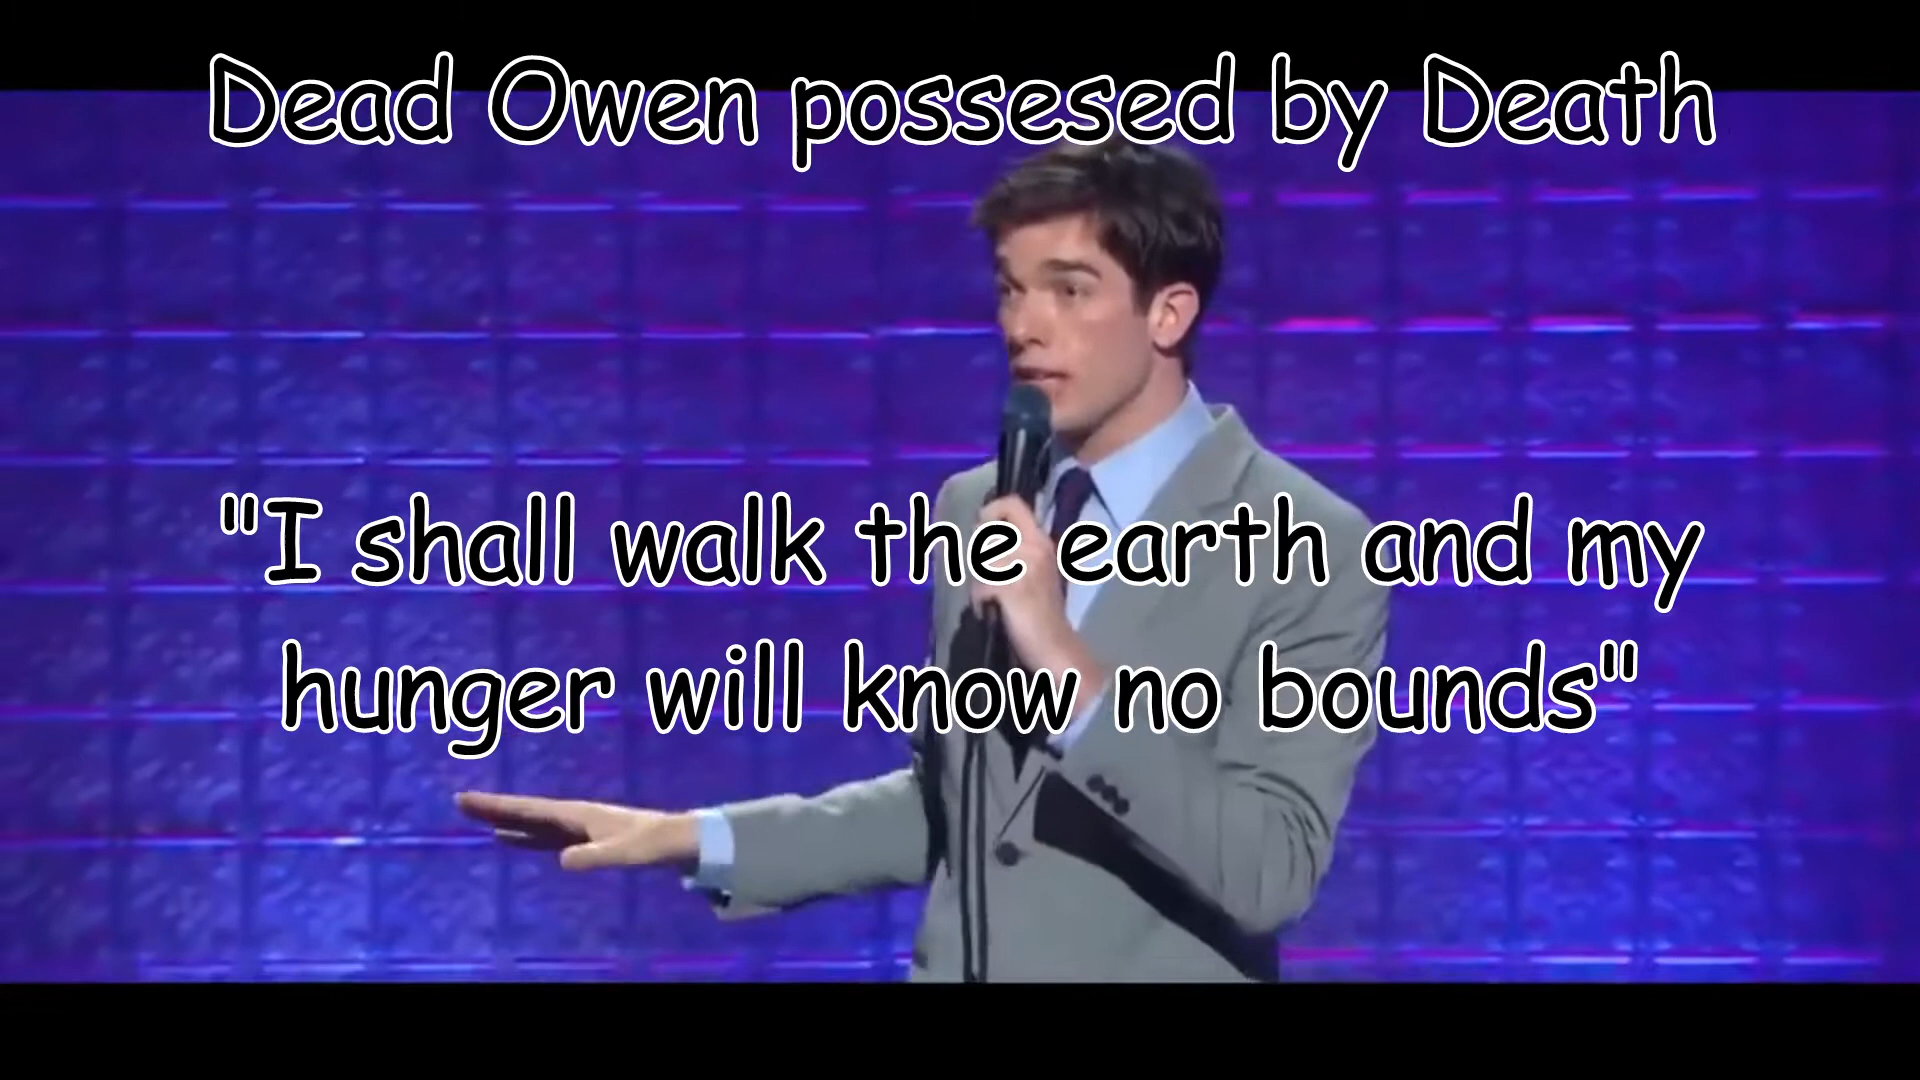 Dead Owen possesed by Death
"I shall walk the earth and my
hunger will know no bounds"